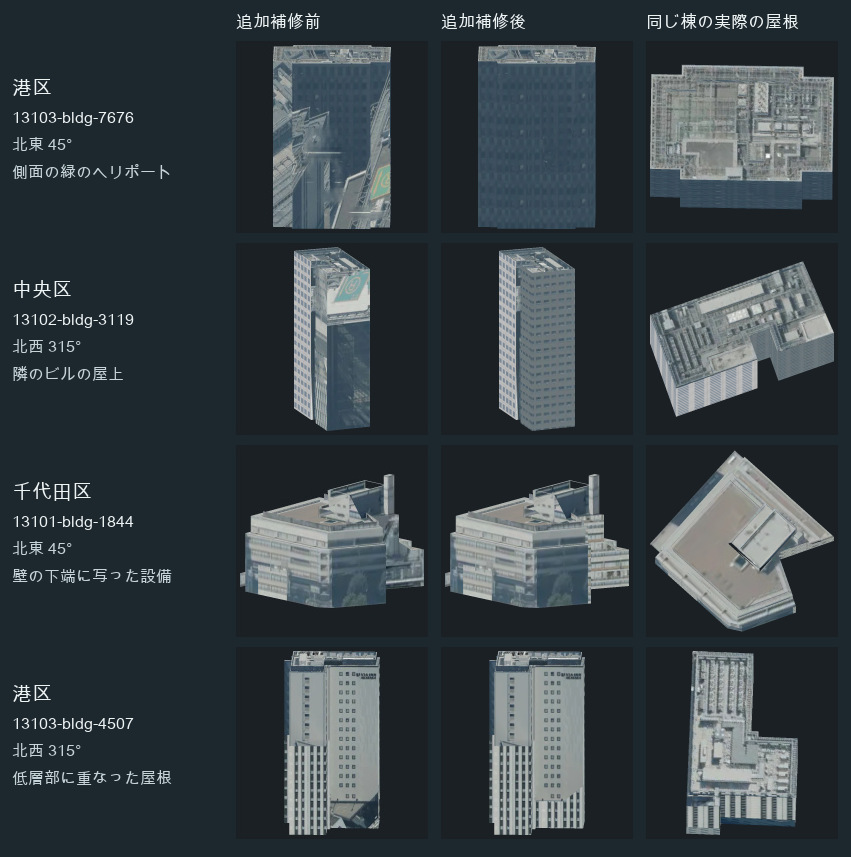 追加補修前
追加補修後
同じ棟の実際の屋根
港区
13103-bldg-7676
北東 45°
側面の緑のヘリポート
中央区
13102-bldg-3119
北西 315°
隣のビルの屋上
千代田区
13101-bldg-1844
北東 45°
壁の下端に写った設備
港区
13103-bldg-4507
北西 315°
低層部に重なった屋根